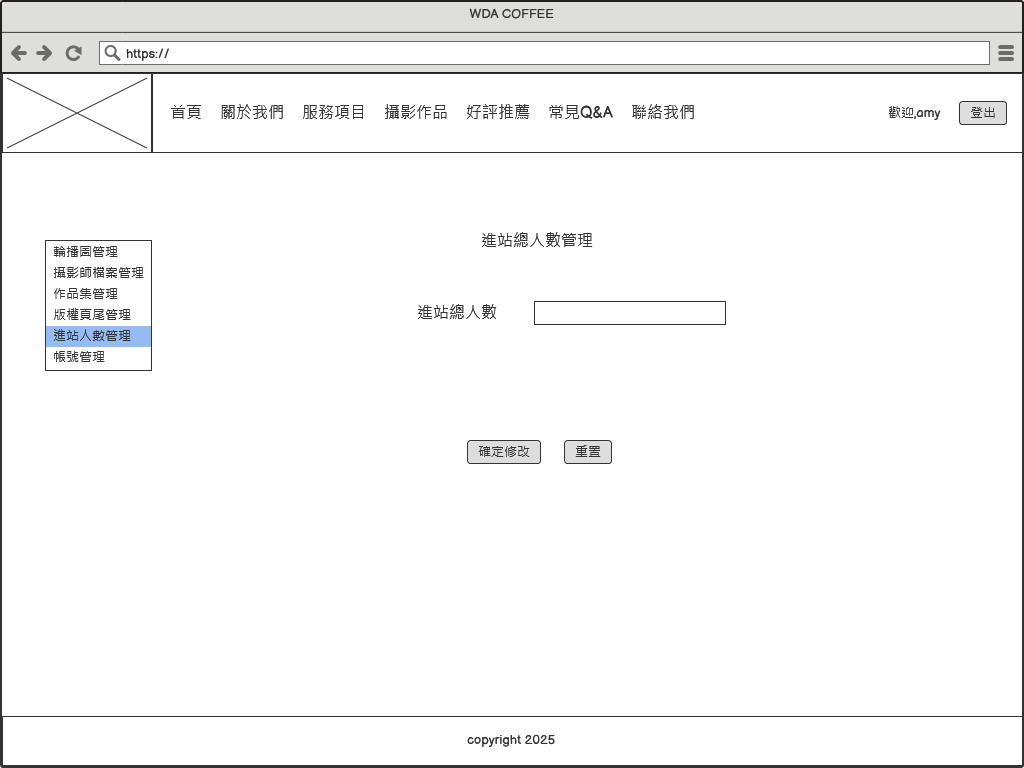 WDA COFFEE
https://
首頁 關於我們 服務項目 攝影作品 好評推薦 常見Q&A 聯絡我們 歡迎,amy 登出
進站總人數管理
輪播圖管理
攝影師檔案管理
作品集管理
版權頁尾管理
進站人數管理
帳號管理
進站總人數
確定修改 重置
copyright 2025